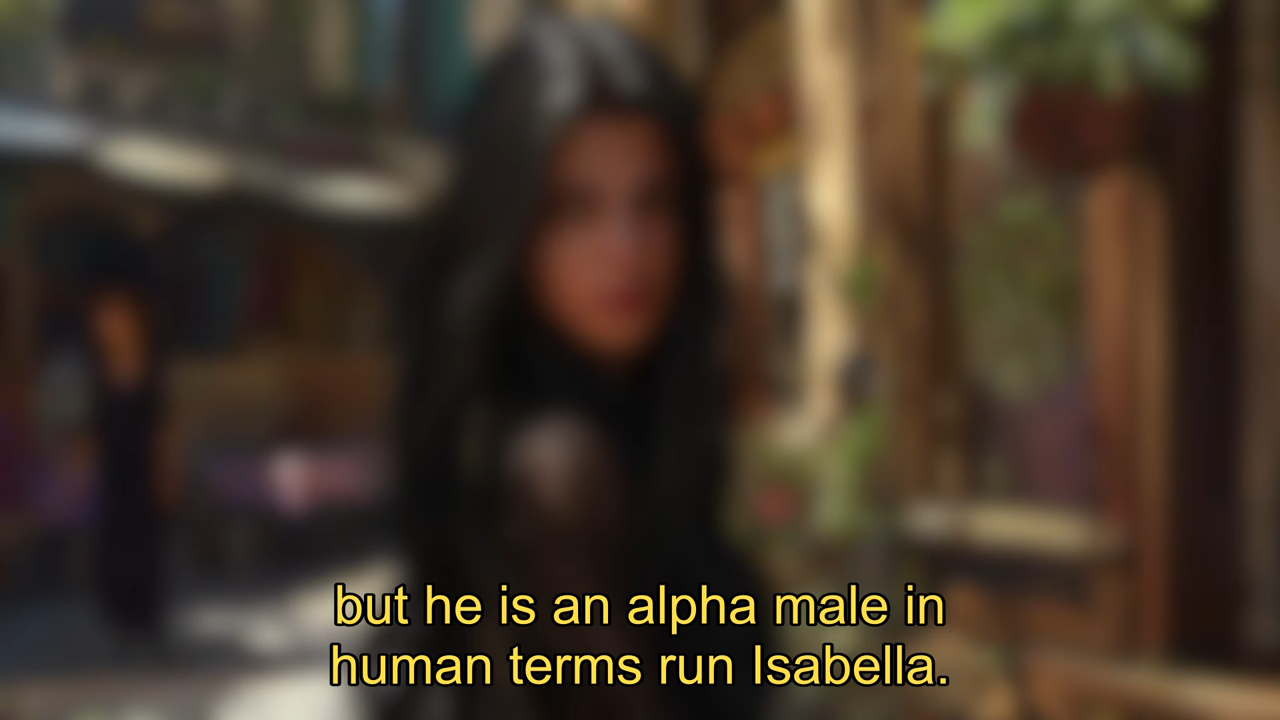 but he is an alpha male in
human terms run Isabella.